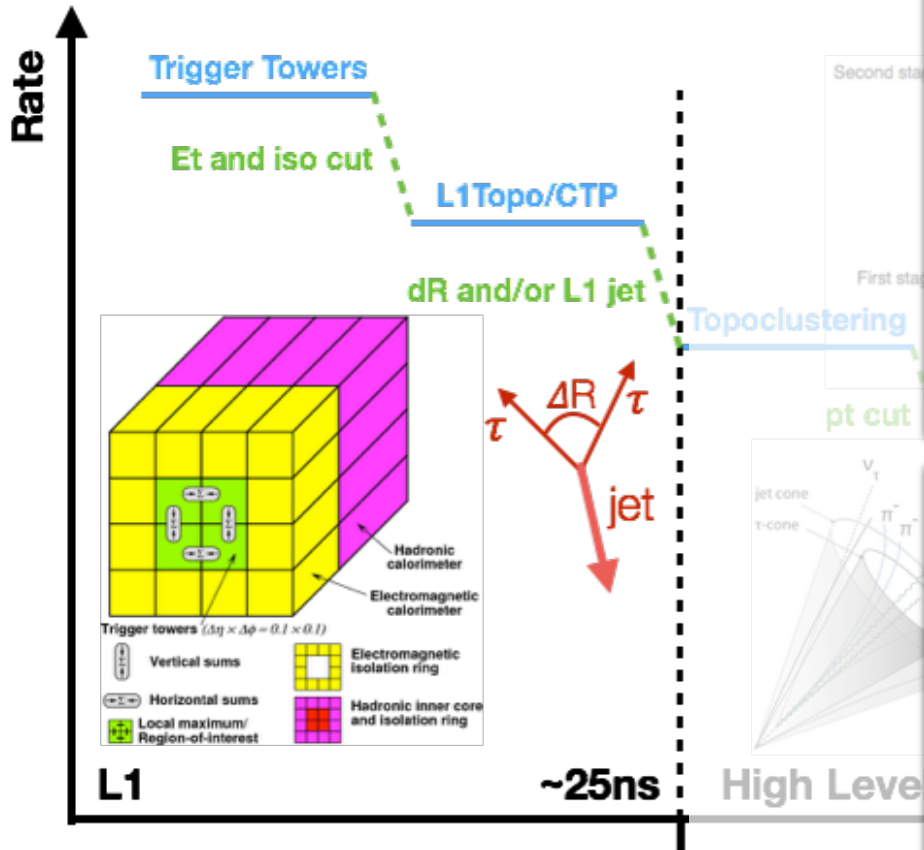 Rate
Trigger Towers
Et and iso cut
L1Topo/CTP
dR and/or L1 jet
Second
First
Topoclustering
pt cut
τ
ΔR
τ
jet
ντ
jet cone
π⁻
π⁻
τ-cone
Σ
Σ
Σ
Σ
Hadronic
calorimeter
Electromagnetic
calorimeter
Trigger towers (Δη × Δφ = 0.1 × 0.1)
Σ
Vertical sums
Electromagnetic
isolation ring
Σ
Horizontal sums
Hadronic inner core
and isolation ring
Local maximum/
Region-of-interest
L1
~25ns
High